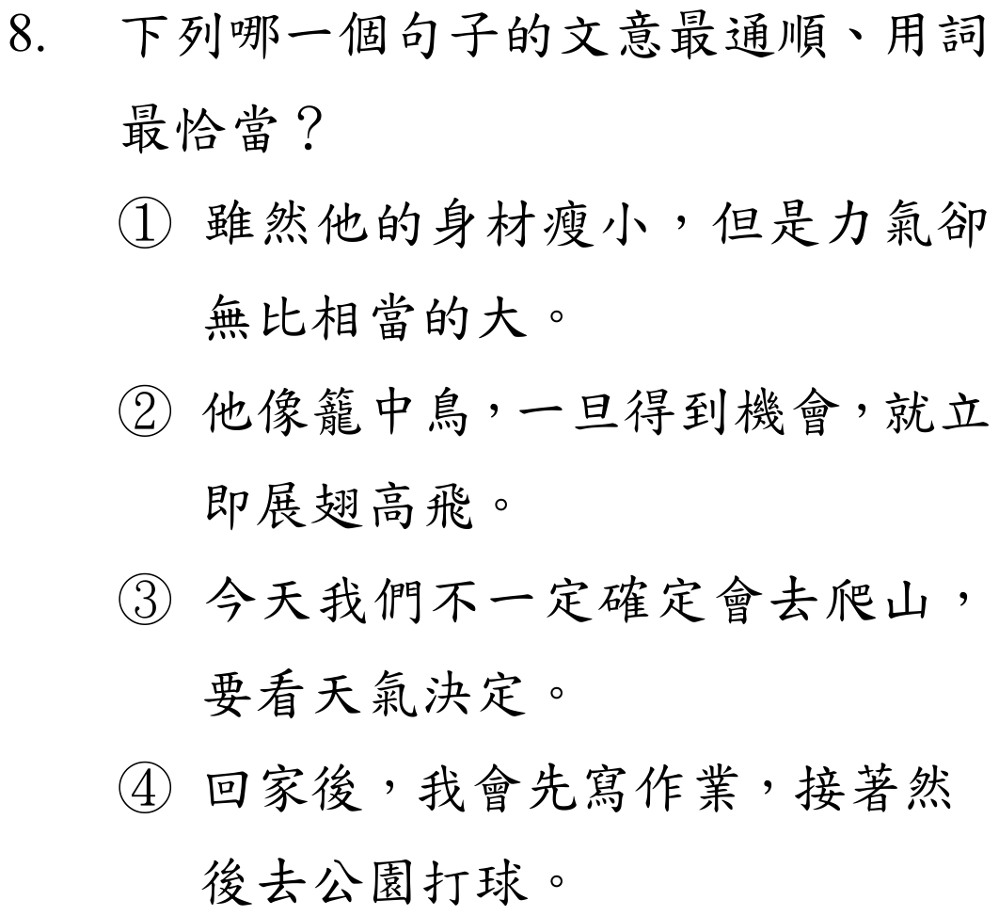 8. 下列哪一個句子的文意最通順、用詞
最恰當？
① 雖然他的身材瘦小，但是力氣卻
無比相當的大。
② 他像籠中鳥，一旦得到機會，就立
即展翅高飛。
③ 今天我們不一定確定會去爬山，
要看天氣決定。
④ 回家後，我會先寫作業，接著然
後去公園打球。